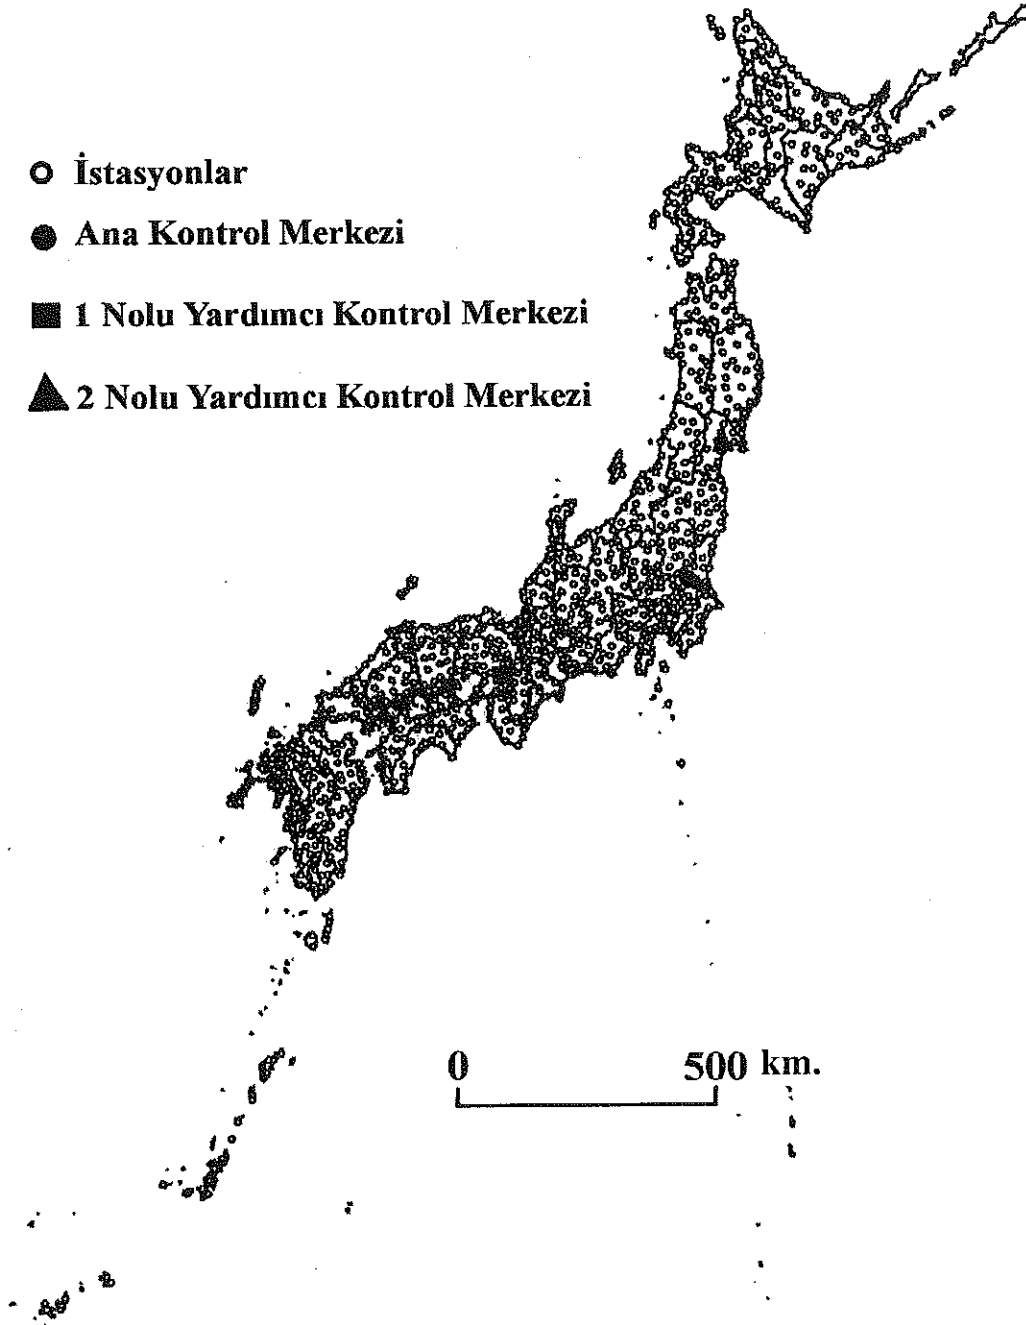 İstasyonlar
Ana Kontrol Merkezi
1 Nolu Yardımcı Kontrol Merkezi
2 Nolu Yardımcı Kontrol Merkezi
0 500 km.